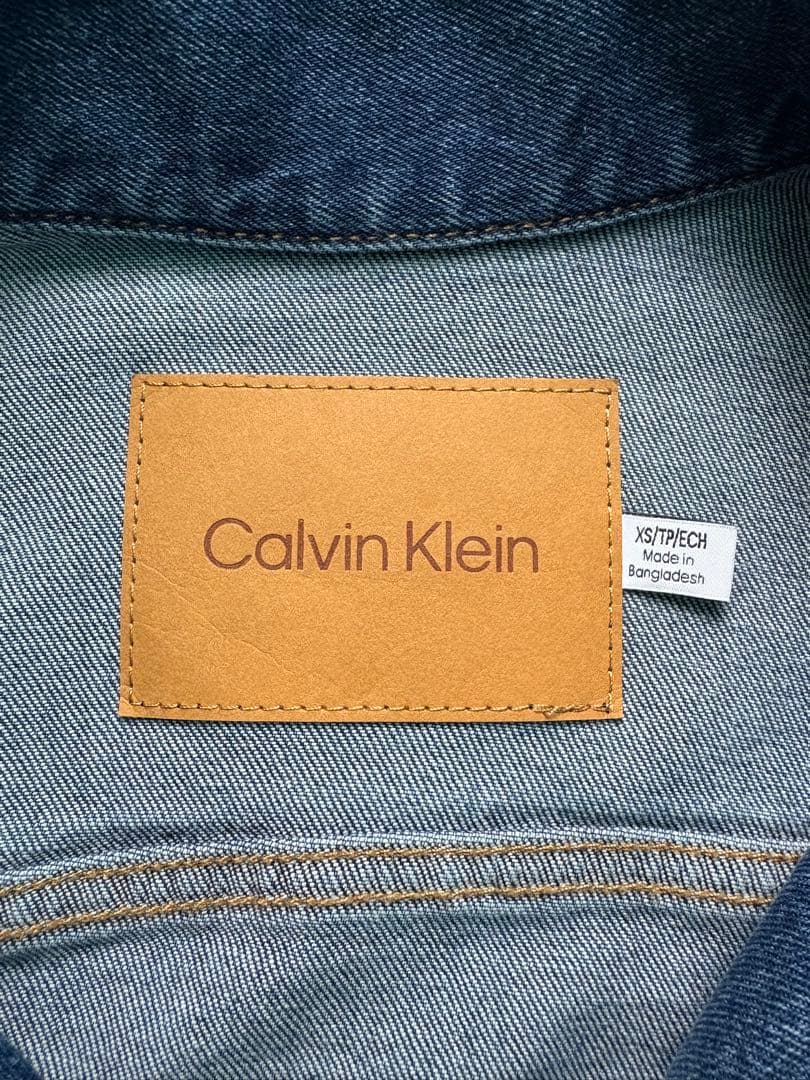 Calvin Klein
XS/TP/ECH
Made in
Bangladesh